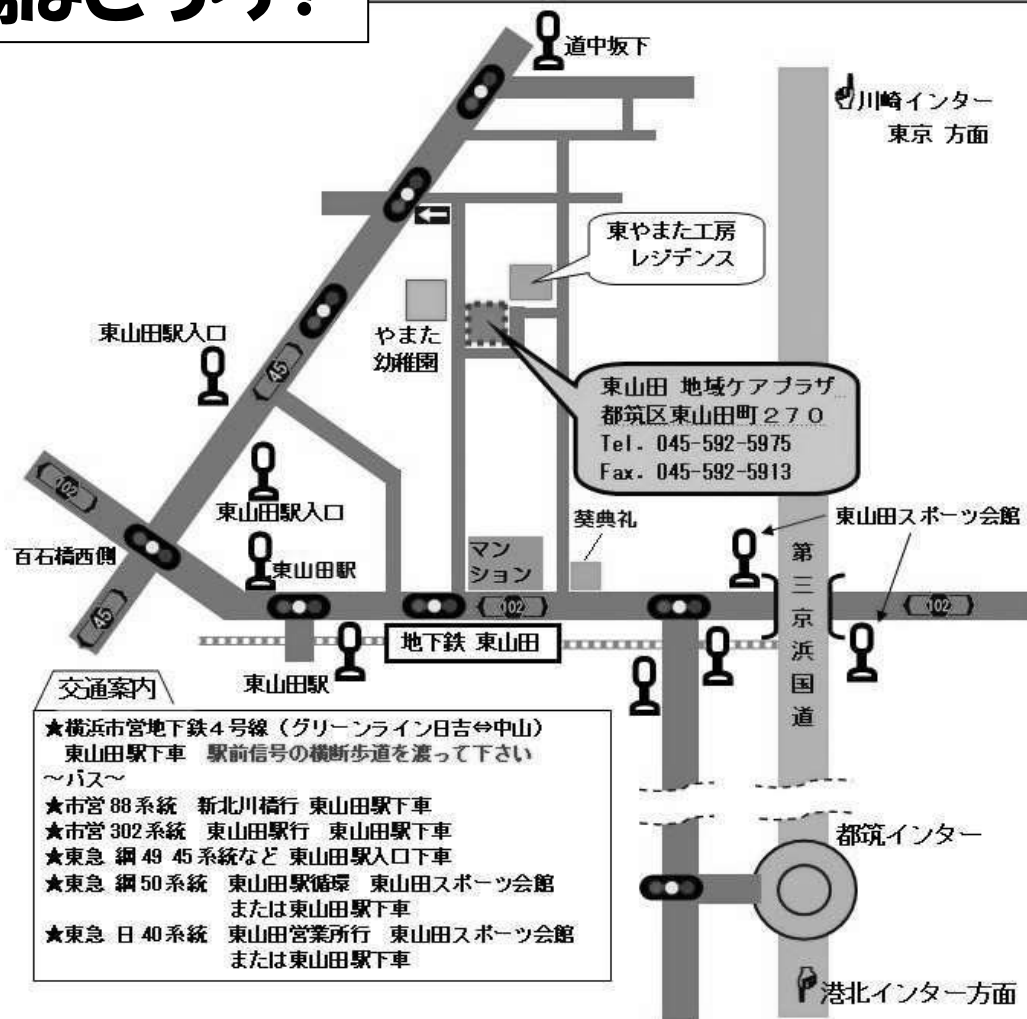 はどっち?
道中坂下
川崎インター
東京 方面
東やまた工房
レジデンス
やまた
幼稚園
東山田駅入口
45
東山田 地域ケアプラザ
都筑区東山田町270
Tel. 045-592-5975
Fax. 045-592-5913
102
東山田駅入口
百石橋西側
東山田駅
マン
ション
葵典礼
東山田スポーツ会館
第三京浜国道
102
102
45
地下鉄 東山田
東山田駅
交通案内
★横浜市営地下鉄4号線(グリーンライン日吉⇔中山)
東山田駅下車 駅前信号の横断歩道を渡って下さい
~バス~
★市営88系統 新北川橋行 東山田駅下車
★市営302系統 東山田駅行 東山田駅下車
★東急 綱49 45系統など 東山田駅入口下車
★東急 綱50系統 東山田駅循環 東山田スポーツ会館
または東山田駅下車
★東急 日40系統 東山田営業所行 東山田スポーツ会館
または東山田駅下車
都筑インター
港北インター方面